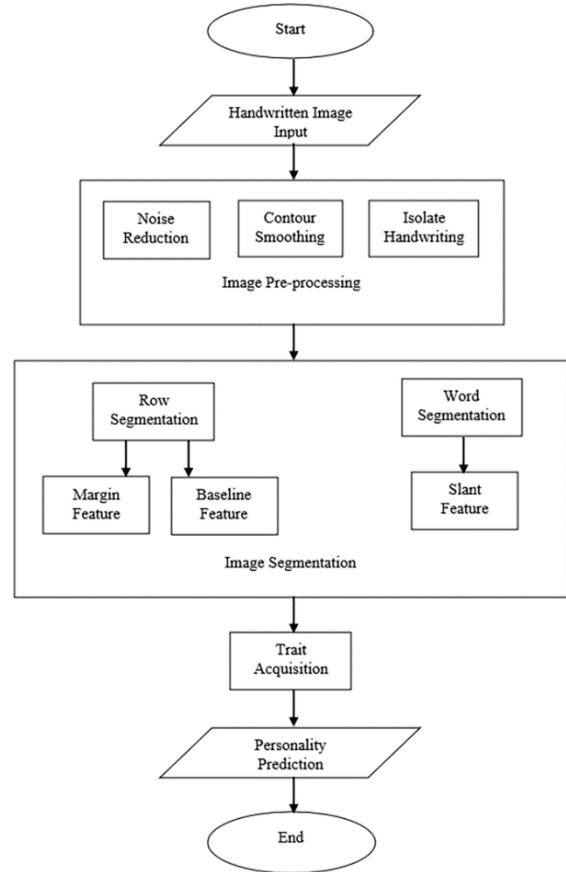 Start
Handwritten Image
Input
Noise
Reduction
Contour
Smoothing
Isolate
Handwriting
Image Pre-processing
Row
Segmentation
Word
Segmentation
Margin
Feature
Baseline
Feature
Slant
Feature
Image Segmentation
Trait
Acquisition
Personality
Prediction
End